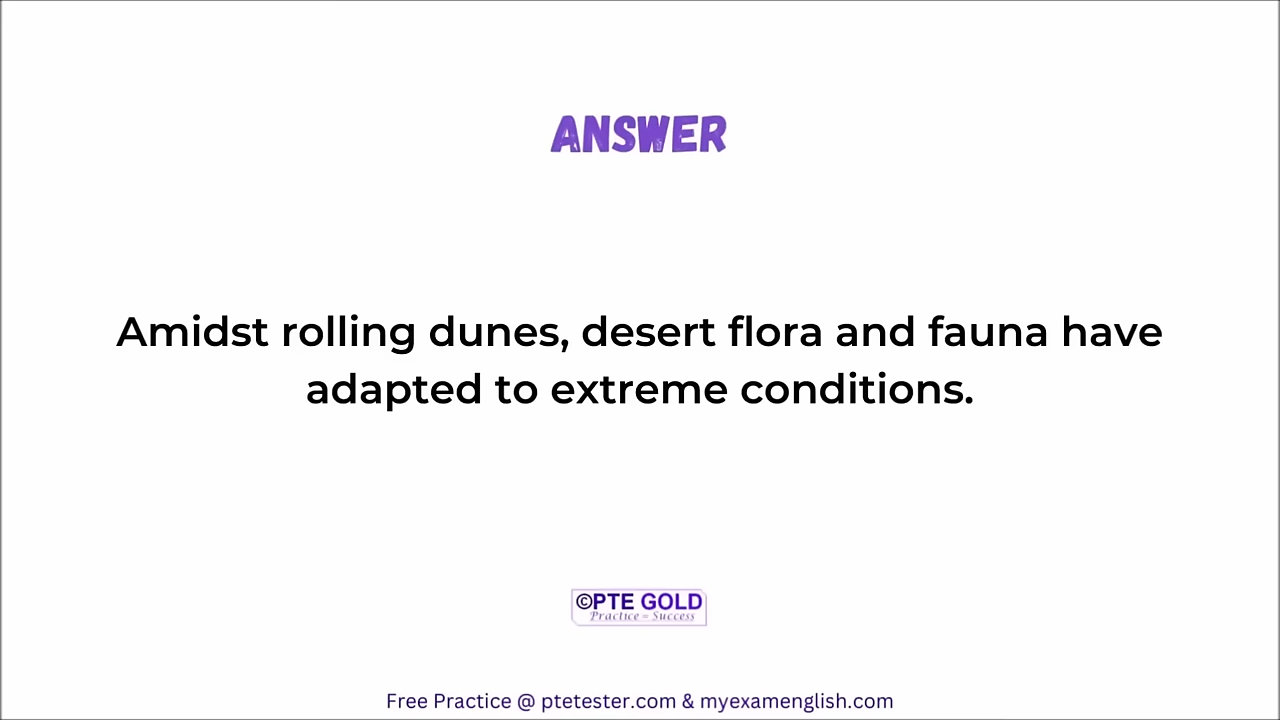 ANSWER
Amidst rolling dunes, desert flora and fauna have
adapted to extreme conditions.
©PTE GOLD
Practice = Success
Free Practice @ ptetester.com & myexamenglish.com